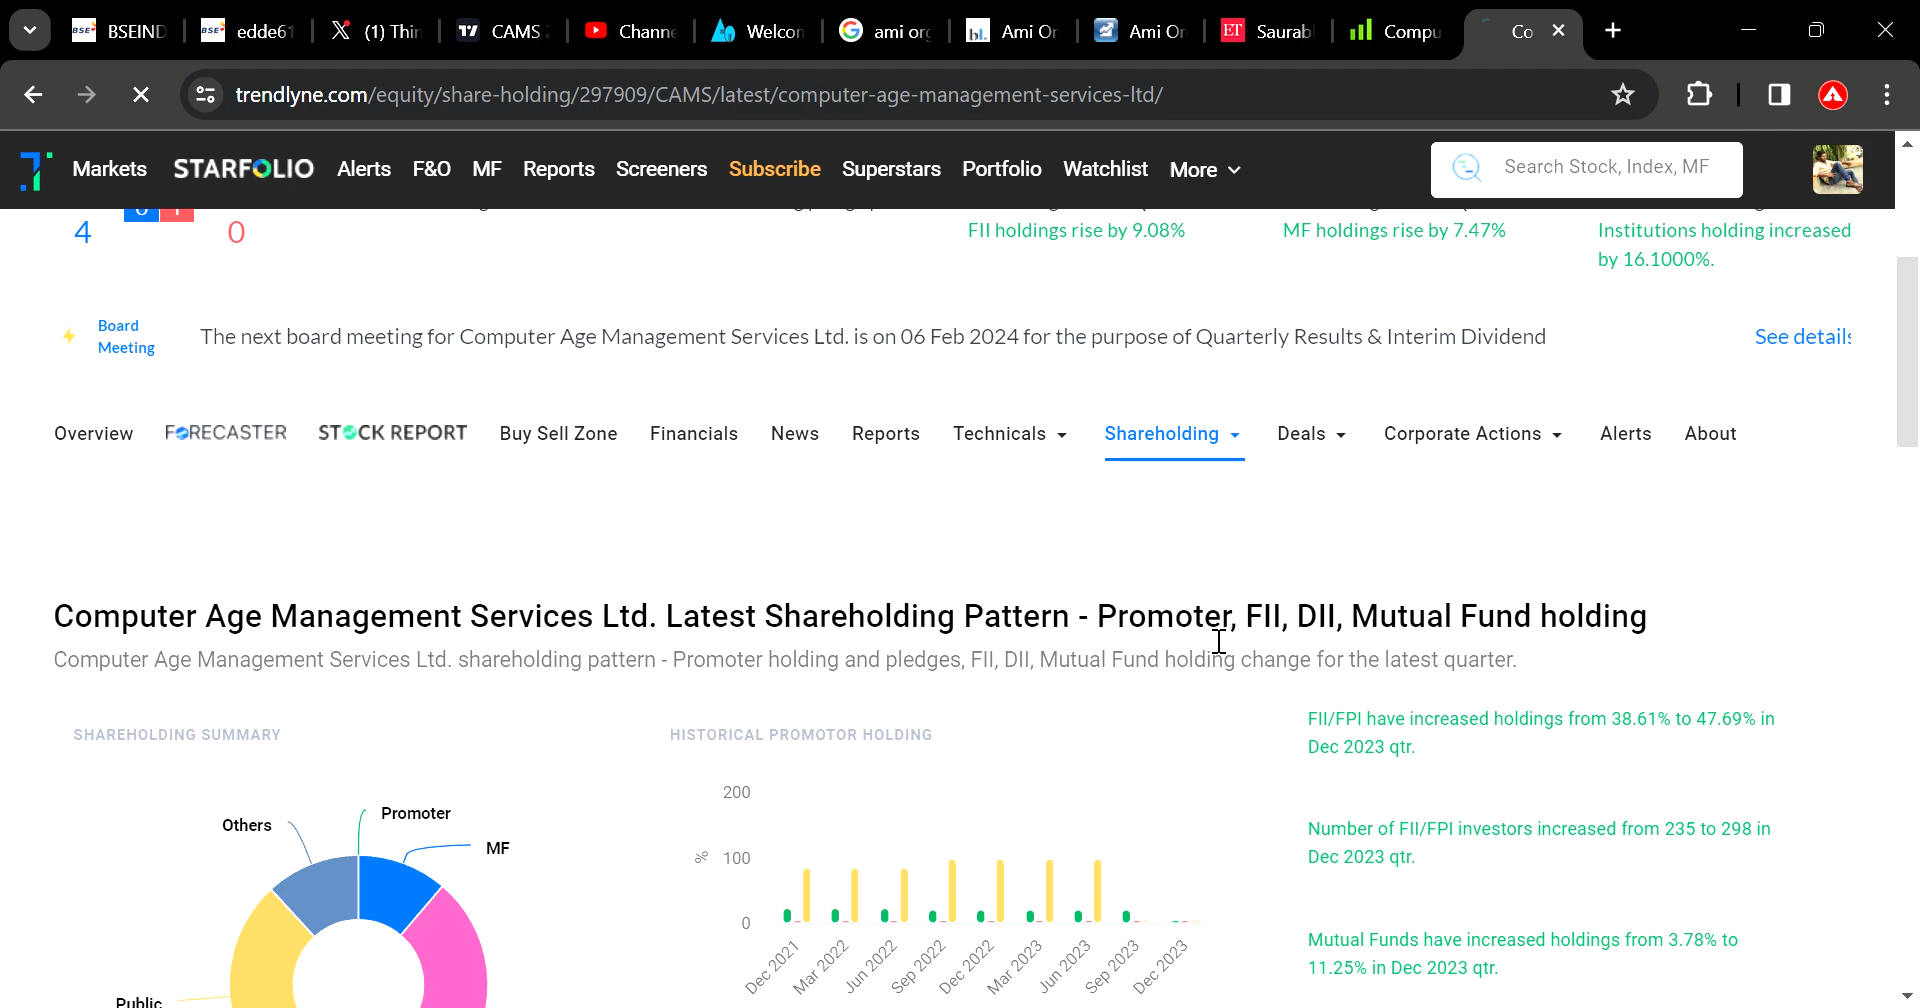 BSEIND
edde61
(1) Thin
CAMS 2
Channe
Welcon
ami org
Ami Or
Ami Or
Saurabl
Compu
Co
trendlyne.com/equity/share-holding/297909/CAMS/latest/computer-age-management-services-ltd/
Markets STARFOLIO Alerts F&O MF Reports Screeners Subscribe Superstars Portfolio Watchlist More
Search Stock, Index, MF
4
0
FII holdings rise by 9.08%
MF holdings rise by 7.47%
Institutions holding increased
by 16.1000%.
Board
Meeting
The next board meeting for Computer Age Management Services Ltd. is on 06 Feb 2024 for the purpose of Quarterly Results & Interim Dividend
See details
Overview FORECASTER STOCK REPORT Buy Sell Zone Financials News Reports Technicals Shareholding Deals Corporate Actions Alerts About
Computer Age Management Services Ltd. Latest Shareholding Pattern - Promoter, FII, DII, Mutual Fund holding
Computer Age Management Services Ltd. shareholding pattern - Promoter holding and pledges, FII, DII, Mutual Fund holding change for the latest quarter.
SHAREHOLDING SUMMARY
Others
Promoter
MF
Public
HISTORICAL PROMOTOR HOLDING
%
200
100
0
Dec 2021
Mar 2022
Jun 2022
Sep 2022
Dec 2022
Mar 2023
Jun 2023
Sep 2023
Dec 2023
FII/FPI have increased holdings from 38.61% to 47.69% in
Dec 2023 qtr.
Number of FII/FPI investors increased from 235 to 298 in
Dec 2023 qtr.
Mutual Funds have increased holdings from 3.78% to
11.25% in Dec 2023 qtr.